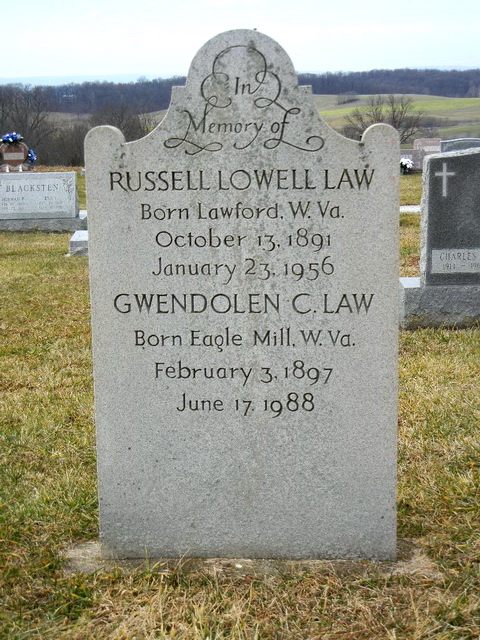 In
Memory of
RUSSELL LOWELL LAW
Born Lawford, W. Va.
October 13, 1891
January 23, 1956
GWENDOLEN C. LAW
Born Eagle Mill, W. Va.
February 3, 1897
June 17, 1988
BLACKSTEN
CHARLES